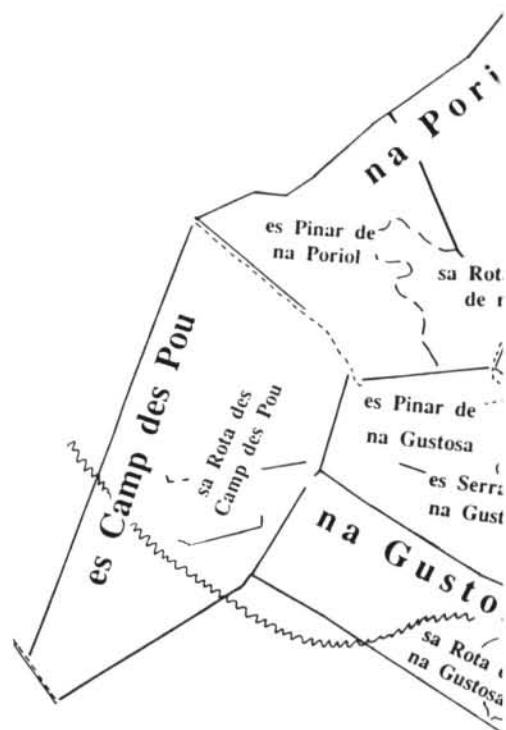 na Pori
es Pinar de
na Poriol
sa Rot
de
es Camp des Pou
sa Rota des
Camp des Pou
es Pinar de
na Gustosa
es Serra
na Gust
na Gusto
sa Rota
na Gustosa